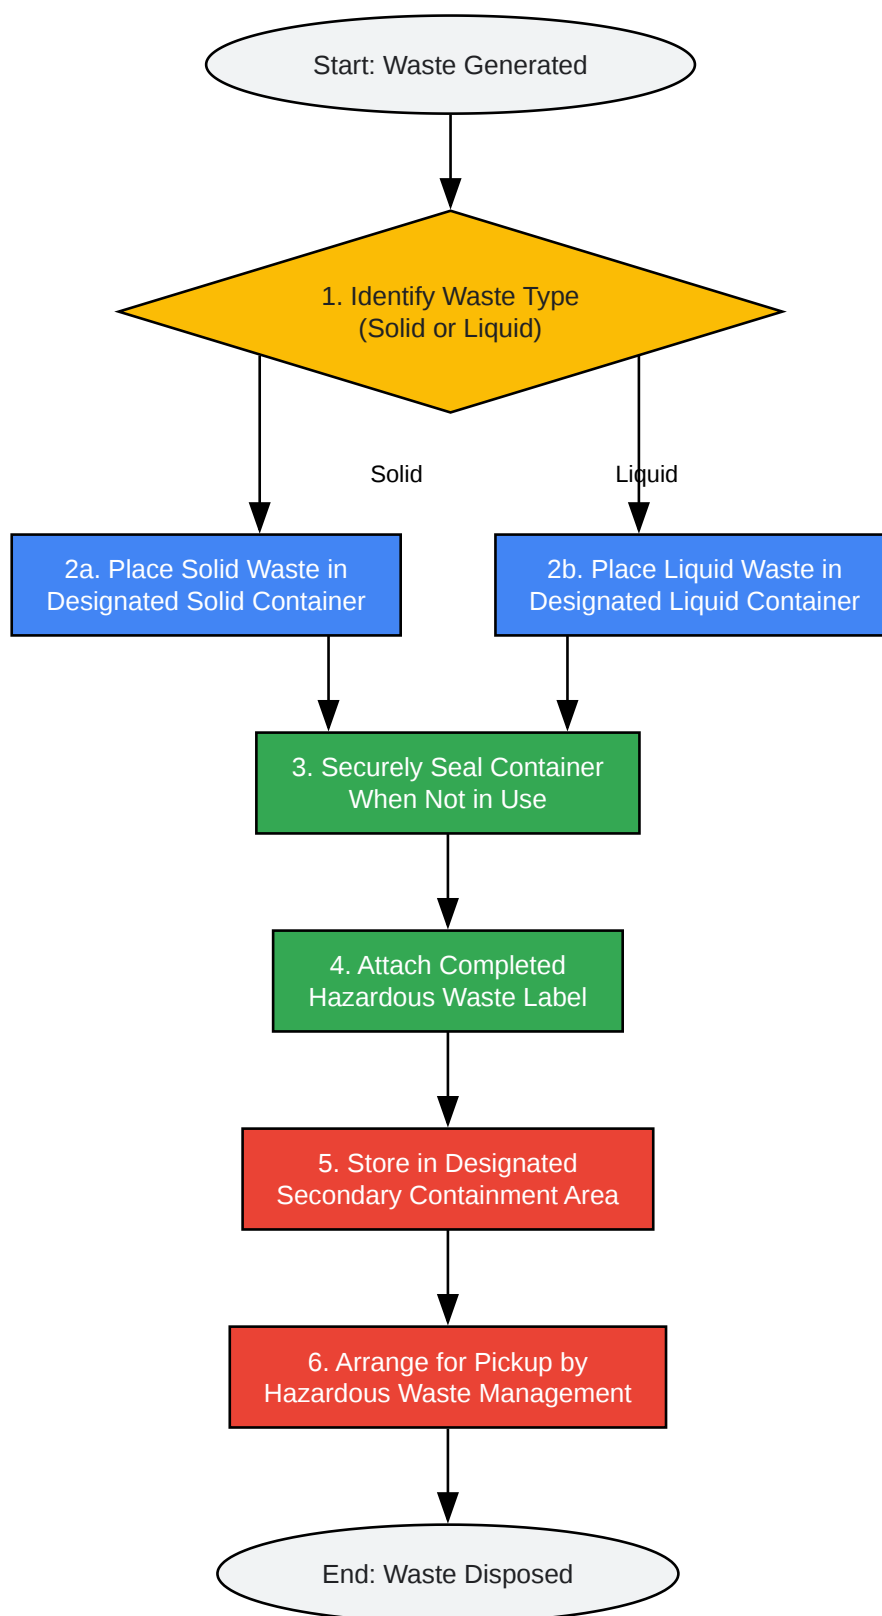 Start: Waste Generated
1. Identify Waste Type
(Solid or Liquid)
Solid
Liquid
2a. Place Solid Waste in
Designated Solid Container
2b. Place Liquid Waste in
Designated Liquid Container
3. Securely Seal Container
When Not in Use
4. Attach Completed
Hazardous Waste Label
5. Store in Designated
Secondary Containment Area
6. Arrange for Pickup by
Hazardous Waste Management
End: Waste Disposed